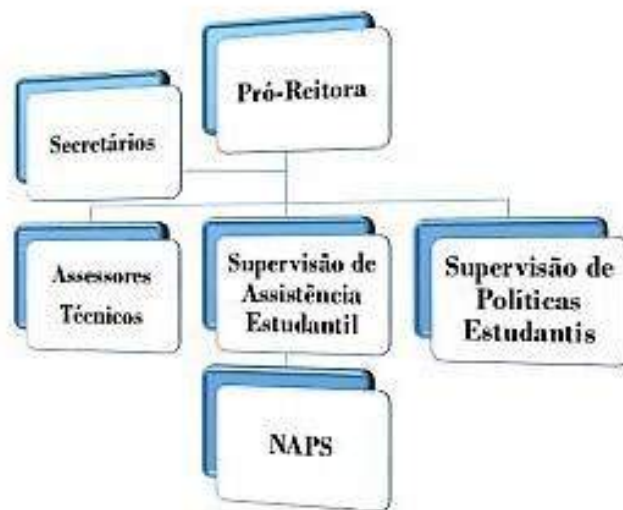 Pró-Reitora
Secretários
Assessores
Técnicos
Supervisão de
Assistência
Estudantil
Supervisão de
Políticas
Estudantis
NAPS